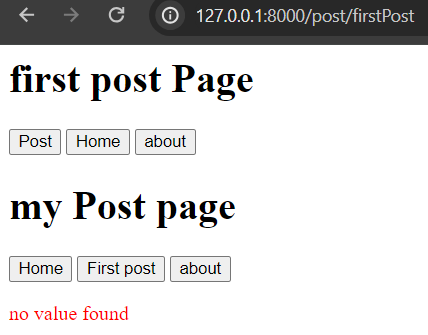 127.0.0.1:8000/post/firstPost
first post Page
Post Home about
my Post page
Home First post about
no value found